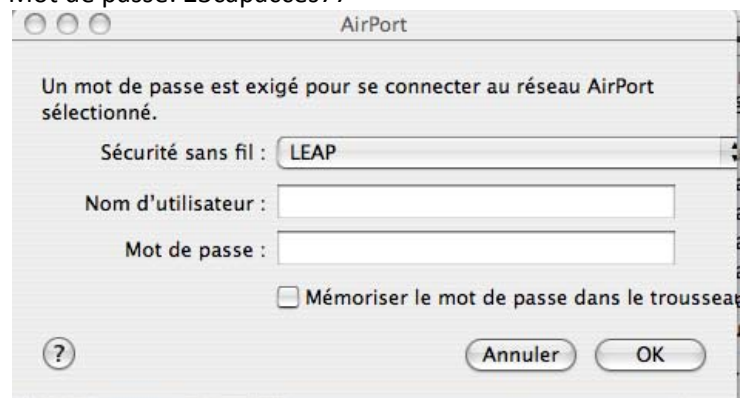 AirPort
Un mot de passe est exigé pour se connecter au réseau AirPort
sélectionné.
Sécurité sans fil : LEAP
Nom d'utilisateur :
Mot de passe :
Mémoriser le mot de passe dans le troussea
? Annuler OK